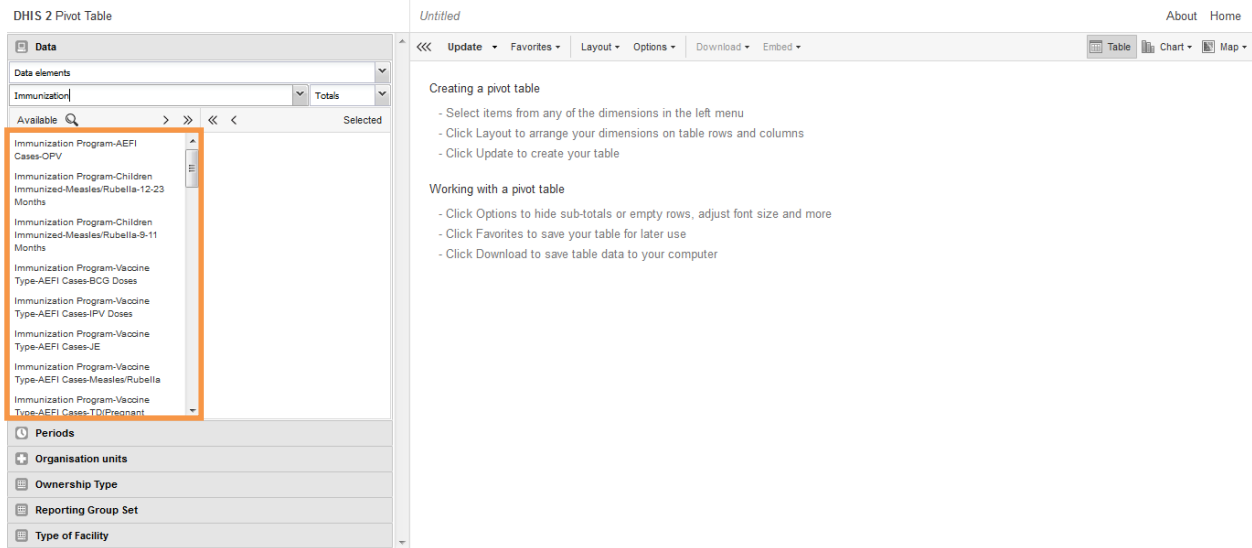 DHIS 2 Pivot Table
Untitled
About Home
Data
Update Favorites Layout Options Download Embed
Table Chart Map
Data elements
Immunization
Totals
Available
Selected
Immunization Program-AEFI
Cases-OPV
Immunization Program-Children
Immunized-Measles/Rubella-12-23
Months
Immunization Program-Children
Immunized-Measles/Rubella-9-11
Months
Immunization Program-Vaccine
Type-AEFI Cases-BCG Doses
Immunization Program-Vaccine
Type-AEFI Cases-IPV Doses
Immunization Program-Vaccine
Type-AEFI Cases-JE
Immunization Program-Vaccine
Type-AEFI Cases-Measles/Rubella
Immunization Program-Vaccine
Type-AEFI Cases-TD(Pregnant
Periods
Organisation units
Ownership Type
Reporting Group Set
Type of Facility
Creating a pivot table
- Select items from any of the dimensions in the left menu
- Click Layout to arrange your dimensions on table rows and columns
- Click Update to create your table
Working with a pivot table
- Click Options to hide sub-totals or empty rows, adjust font size and more
- Click Favorites to save your table for later use
- Click Download to save table data to your computer